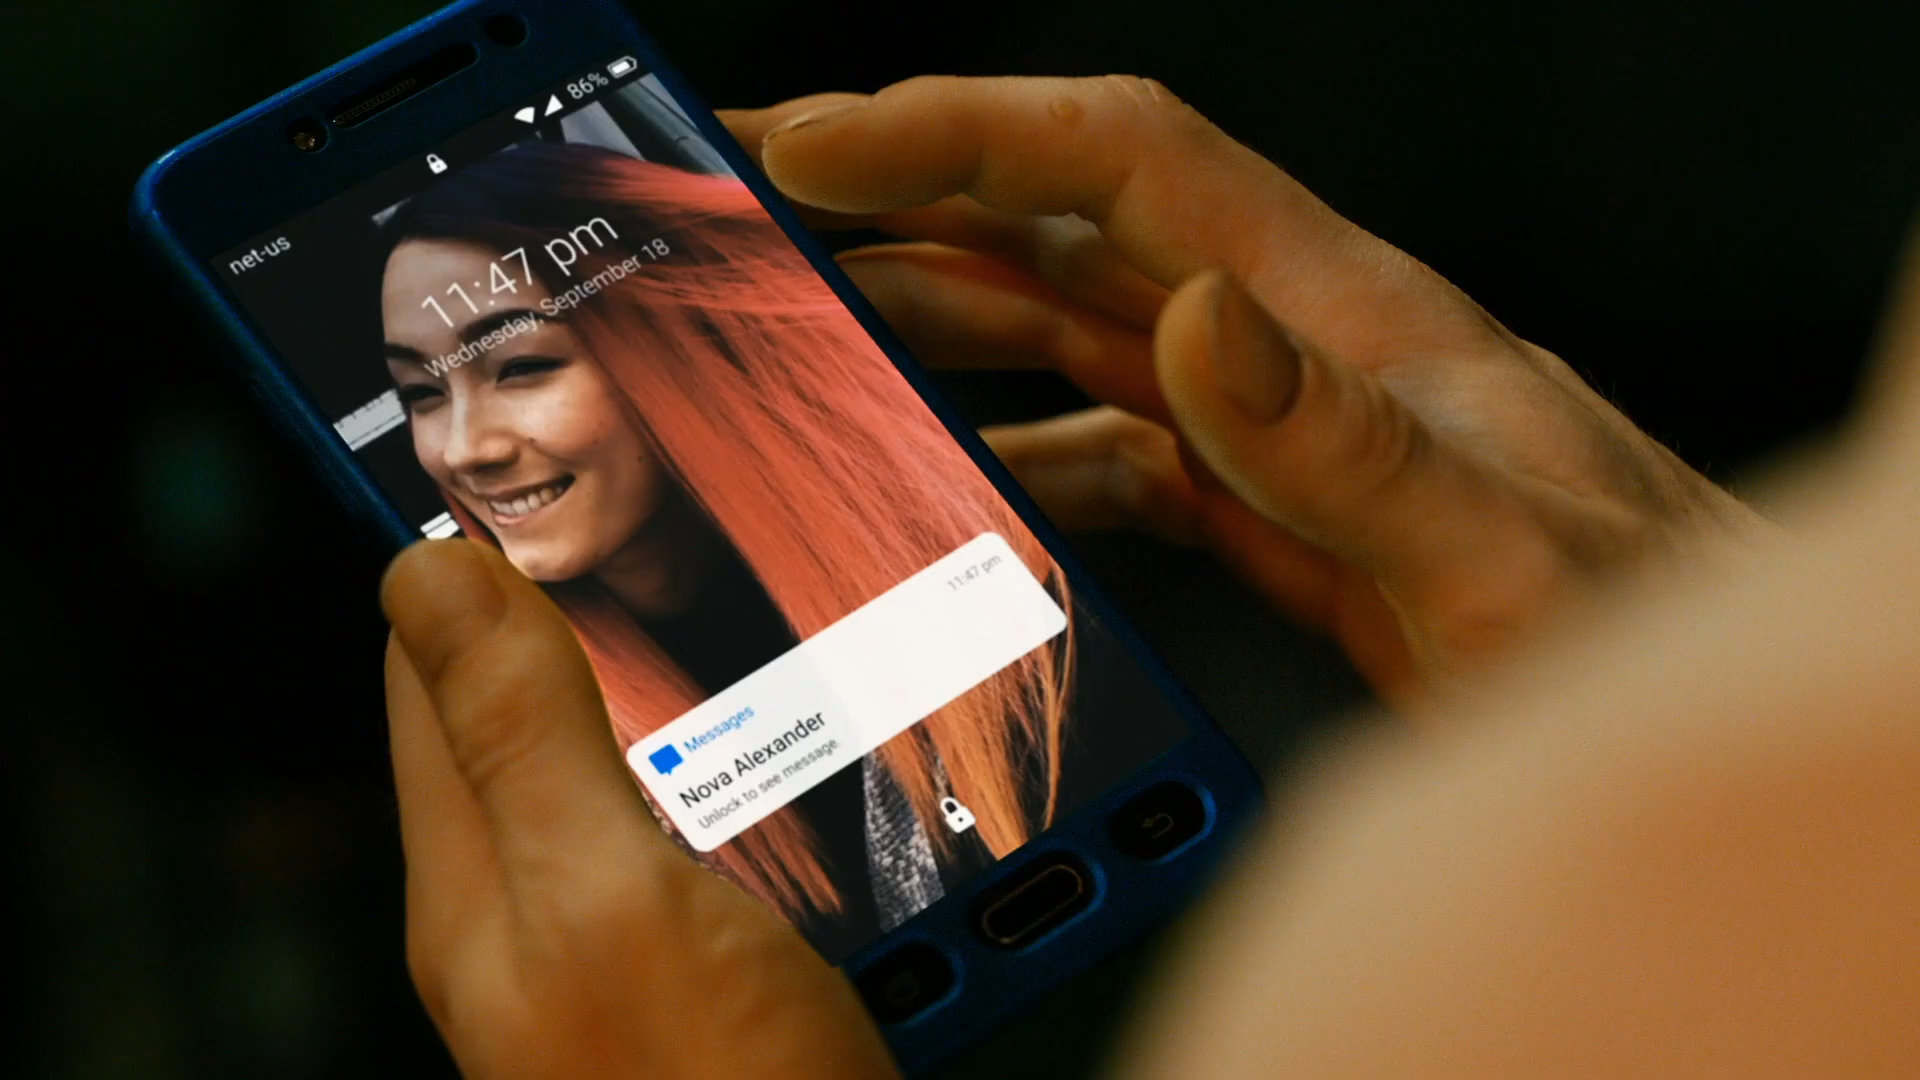 86%
net-us
11:47 pm
Wednesday, September 18
11:47 pm
Messages
Nova Alexander
Unlock to see message.